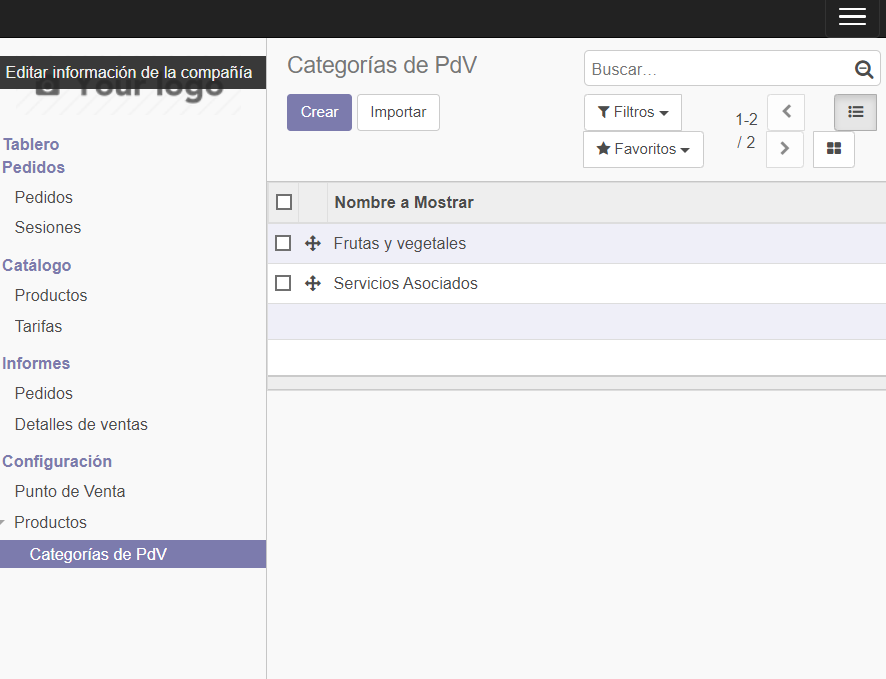 Editar información de la compañía
Your logo
Tablero
Pedidos
Pedidos
Sesiones
Catálogo
Productos
Tarifas
Informes
Pedidos
Detalles de ventas
Configuración
Punto de Venta
Productos
Categorías de PdV
Categorías de PdV
Buscar...
Crear
Importar
Filtros
Favoritos
1-2
/ 2
Nombre a Mostrar
Frutas y vegetales
Servicios Asociados